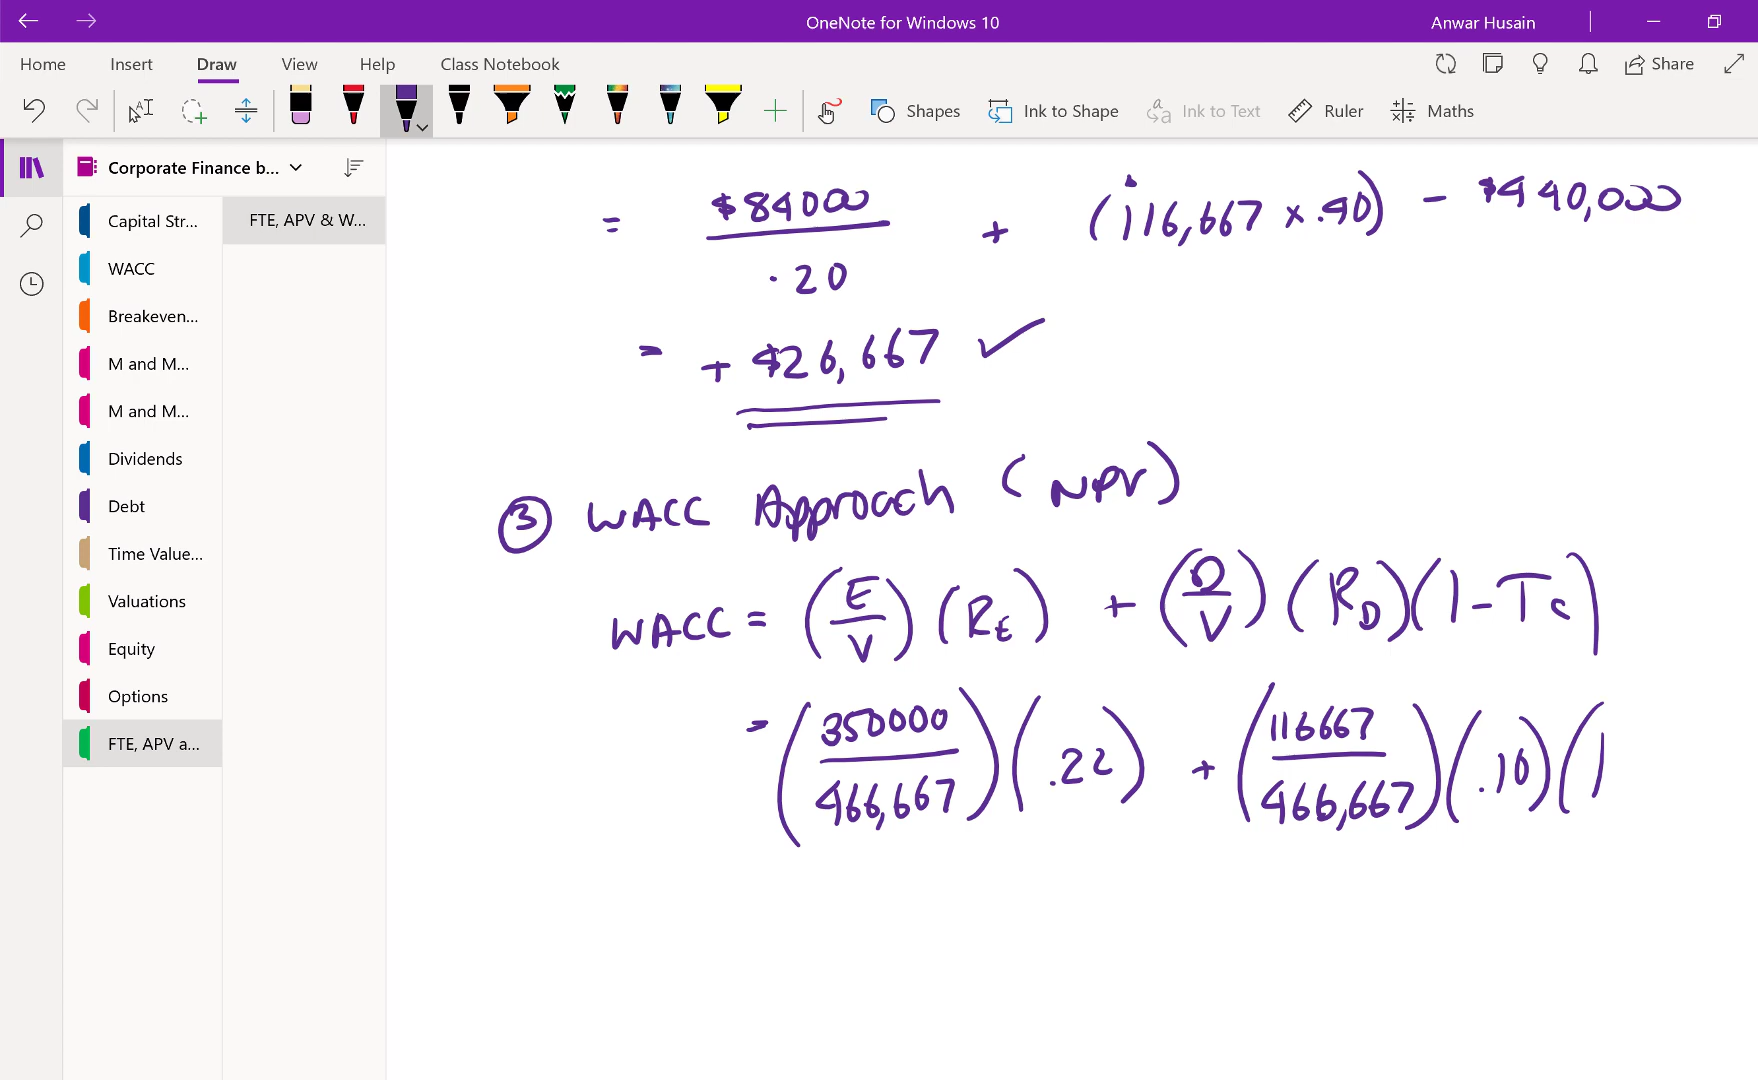 OneNote for Windows 10
Anwar Husain
Home Insert Draw View Help Class Notebook
Share
Shapes Ink to Shape Ink to Text Ruler Maths
Corporate Finance b...
Capital Str...
WACC
Breakeven...
M and M...
M and M...
Dividends
Debt
Time Value...
Valuations
Equity
Options
FTE, APV a...
FTE, APV & W...
= $84000 / .20 + (116,667 x .40) - $440,000
= + $26,667 ✓
③ WACC Approach (NPV)
WACC = (E/V) (R_E) + (D/V) (R_D)(1-Tc)
= (350000/466,667)(.22) + (116667/466,667)(.10)(1